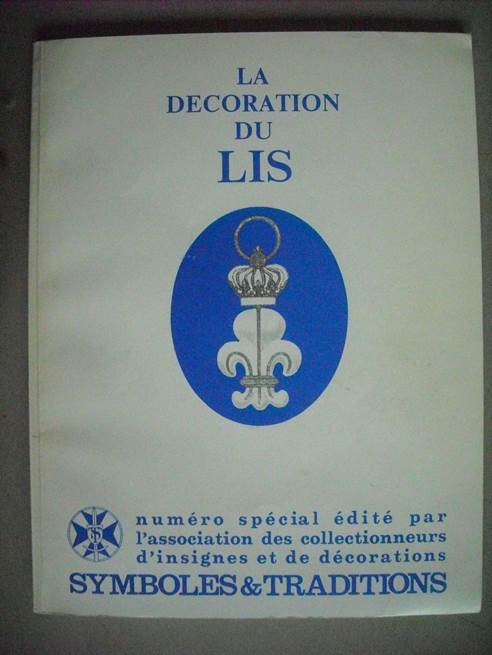 LA
DECORATION
DU
LIS
numéro spécial édité par
l'association des collectionneurs
d'insignes et de décorations
SYMBOLES & TRADITIONS